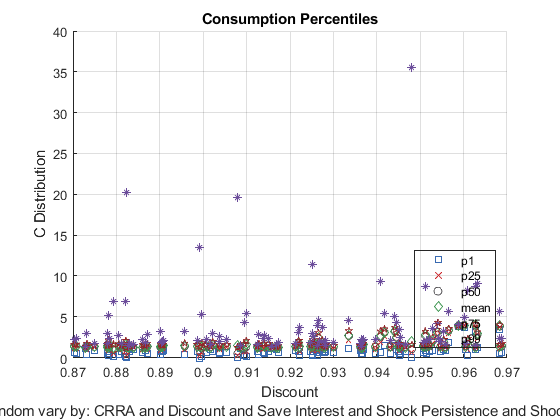 Consumption Percentiles
C Distribution
40
35
30
25
20
15
10
5
0
p1
p25
p50
mean
p75
p99
0.87 0.88 0.89 0.9 0.91 0.92 0.93 0.94 0.95 0.96 0.97
Discount
vary by: CRRA and Discount and Save Interest and Shock Persistence and